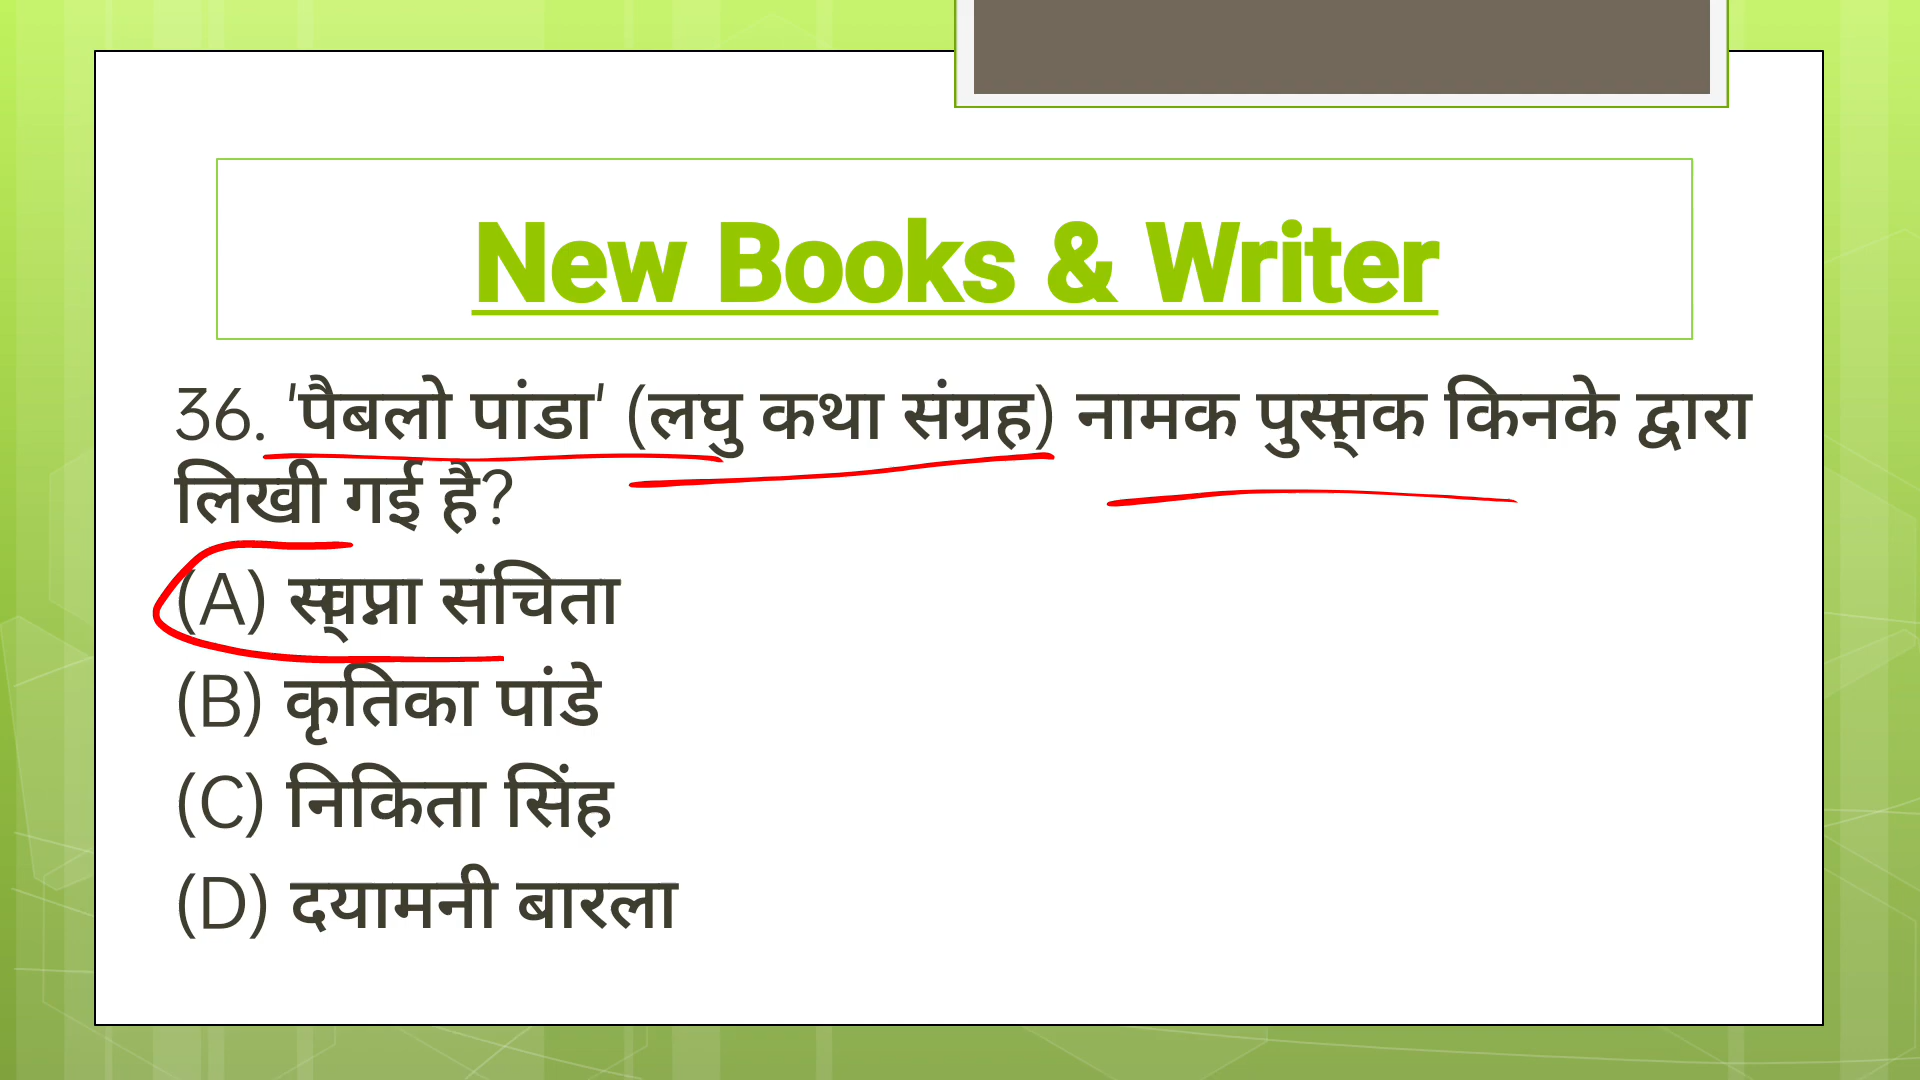 New Books & Writer
36. 'पैबलो पांडा' (लघु कथा संग्रह) नामक पुस्तक किनके द्वारा
लिखी गई है?
(A) स्वप्ना संचिता
(B) कृतिका पांडे
(C) निकिता सिंह
(D) दयामनी बारला